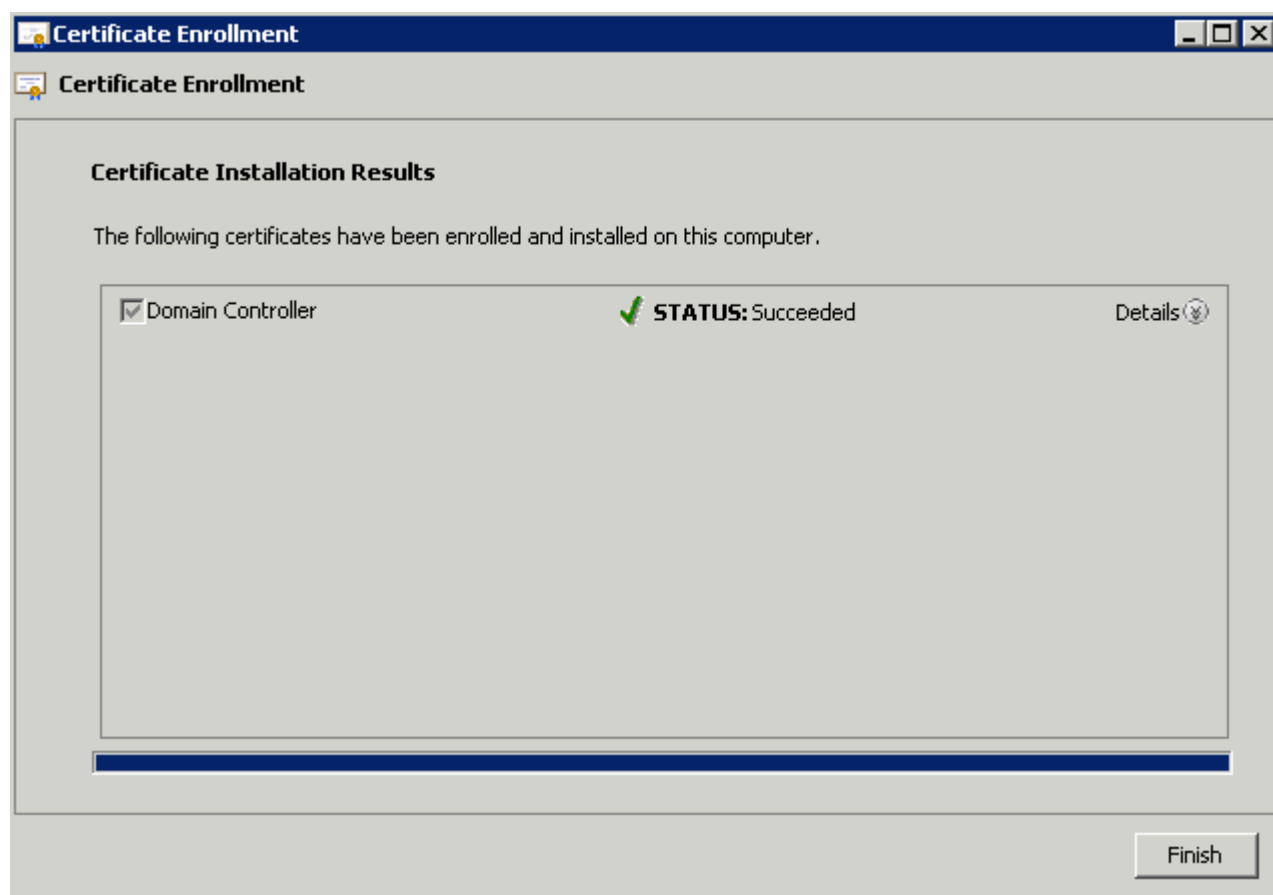 Certificate Enrollment
Certificate Enrollment
Certificate Installation Results
The following certificates have been enrolled and installed on this computer.
Domain Controller STATUS: Succeeded Details
Finish